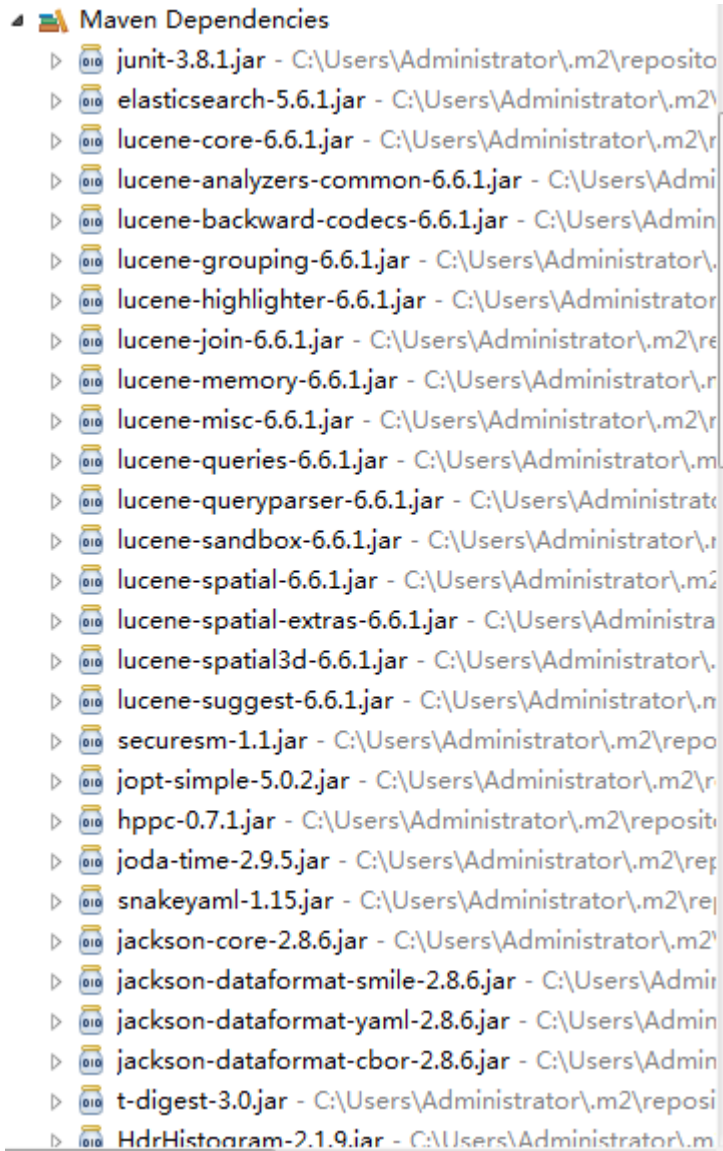 Maven Dependencies
junit-3.8.1.jar - C:\Users\Administrator\.m2\reposito
elasticsearch-5.6.1.jar - C:\Users\Administrator\.m2\
lucene-core-6.6.1.jar - C:\Users\Administrator\.m2\r
lucene-analyzers-common-6.6.1.jar - C:\Users\Admi
lucene-backward-codecs-6.6.1.jar - C:\Users\Admin
lucene-grouping-6.6.1.jar - C:\Users\Administrator\.
lucene-highlighter-6.6.1.jar - C:\Users\Administrator
lucene-join-6.6.1.jar - C:\Users\Administrator\.m2\re
lucene-memory-6.6.1.jar - C:\Users\Administrator\.r
lucene-misc-6.6.1.jar - C:\Users\Administrator\.m2\r
lucene-queries-6.6.1.jar - C:\Users\Administrator\.m
lucene-queryparser-6.6.1.jar - C:\Users\Administrato
lucene-sandbox-6.6.1.jar - C:\Users\Administrator\.r
lucene-spatial-6.6.1.jar - C:\Users\Administrator\.m2
lucene-spatial-extras-6.6.1.jar - C:\Users\Administra
lucene-spatial3d-6.6.1.jar - C:\Users\Administrator\.
lucene-suggest-6.6.1.jar - C:\Users\Administrator\.m
securesm-1.1.jar - C:\Users\Administrator\.m2\repo
jopt-simple-5.0.2.jar - C:\Users\Administrator\.m2\r
hppc-0.7.1.jar - C:\Users\Administrator\.m2\reposit
joda-time-2.9.5.jar - C:\Users\Administrator\.m2\rep
snakeyaml-1.15.jar - C:\Users\Administrator\.m2\rep
jackson-core-2.8.6.jar - C:\Users\Administrator\.m2\
jackson-dataformat-smile-2.8.6.jar - C:\Users\Admin
jackson-dataformat-yaml-2.8.6.jar - C:\Users\Admin
jackson-dataformat-cbor-2.8.6.jar - C:\Users\Admin
t-digest-3.0.jar - C:\Users\Administrator\.m2\reposi
HdrHistogram-2.1.9.jar - C:\Users\Administrator\.m